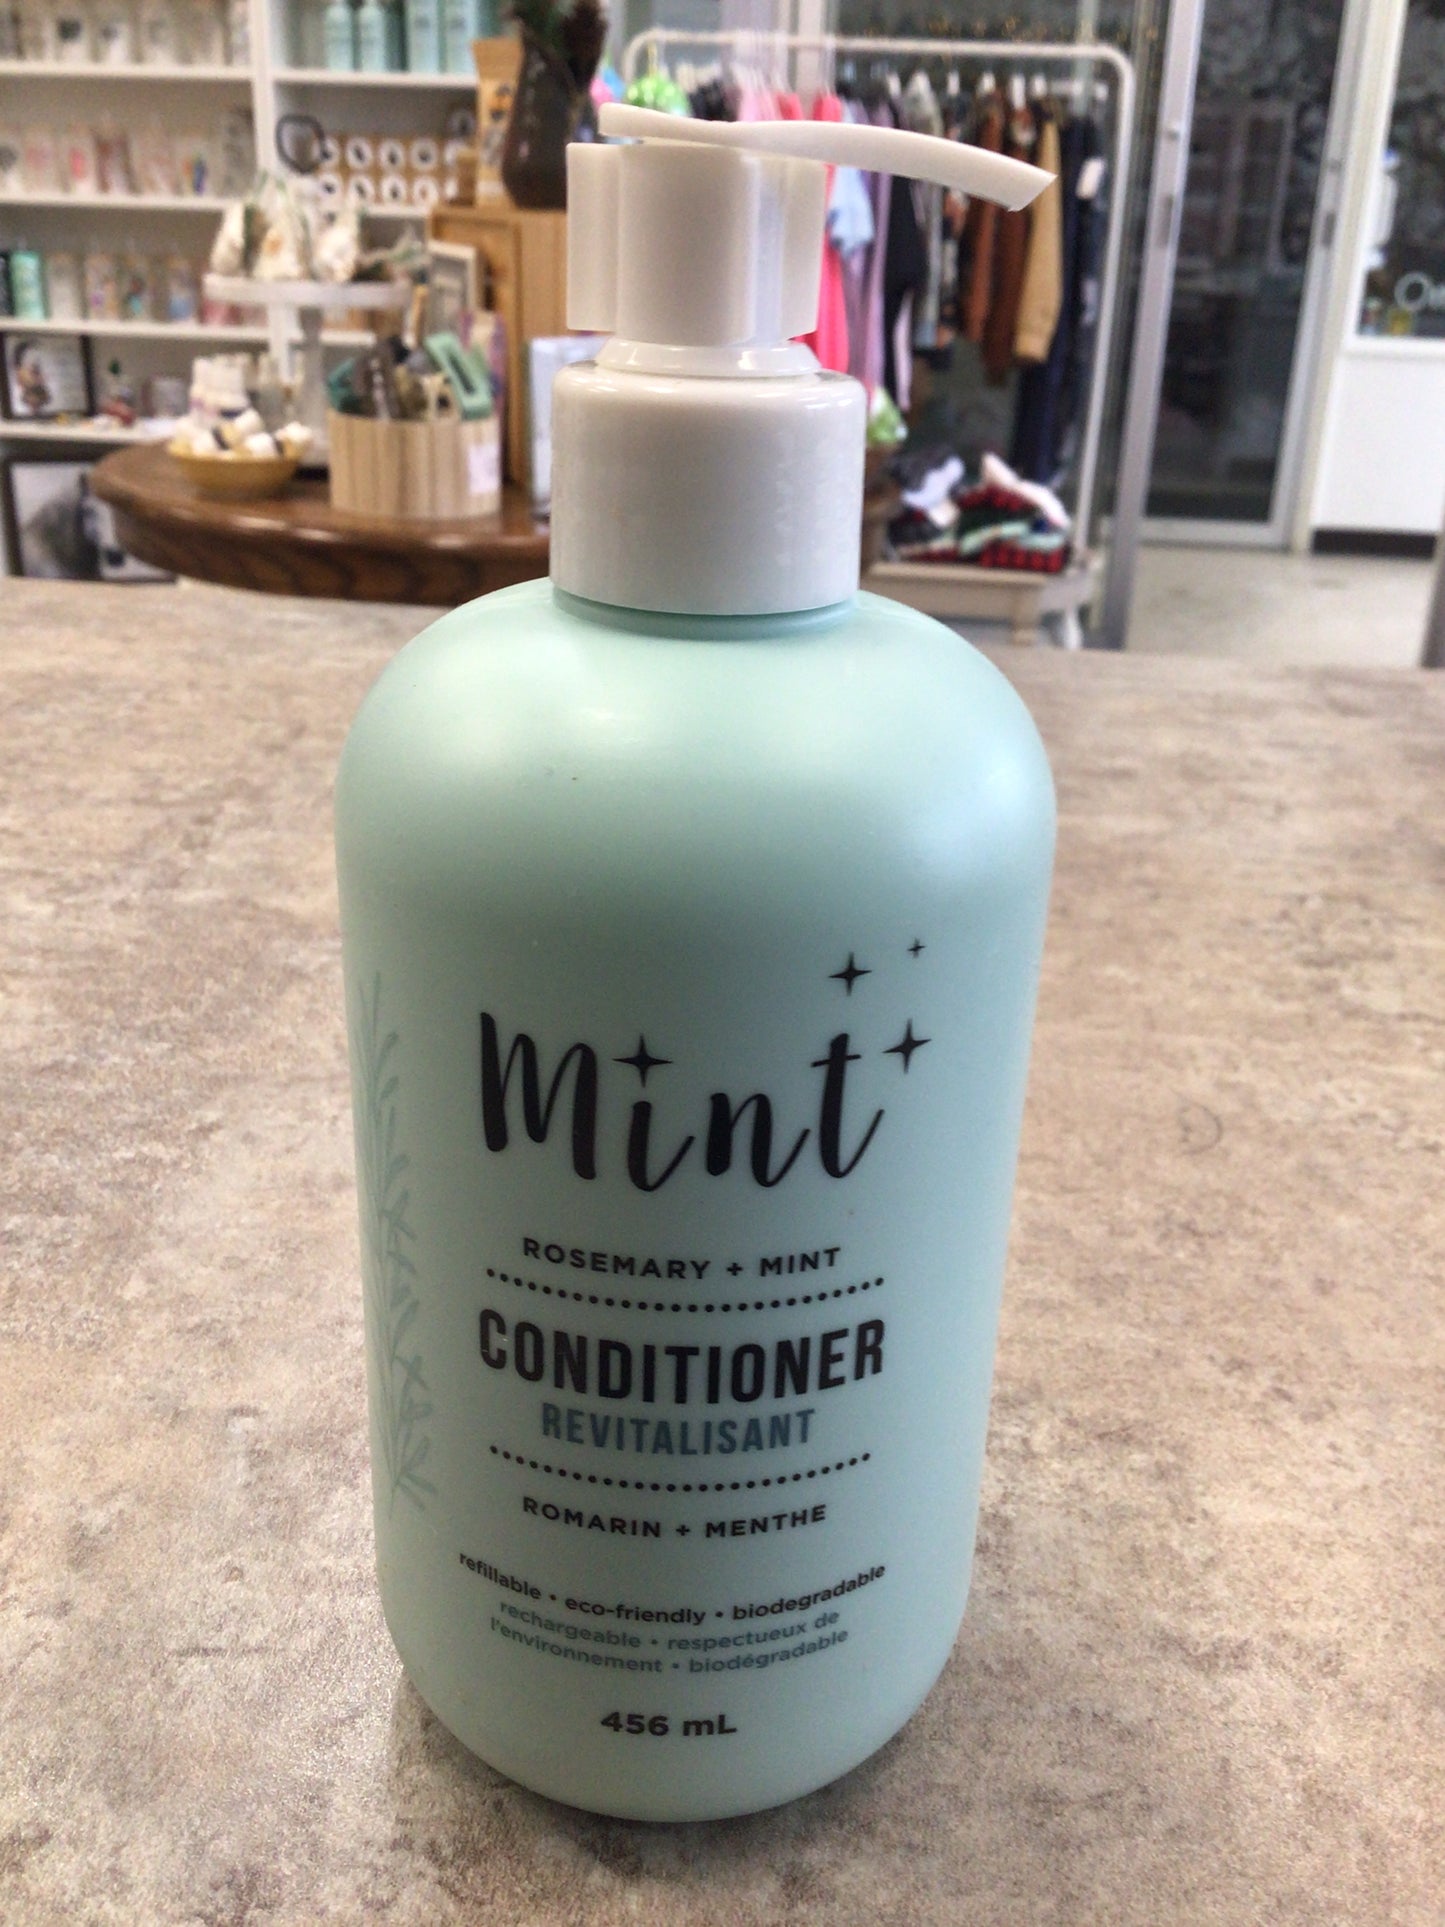 Mint
ROSEMARY + MINT
CONDITIONER
REVITALISANT
ROMARIN + MENTHE
refillable • eco-friendly • biodegradable
rechargeable • respectueux de
l'environnement • biodégradable
456 mL